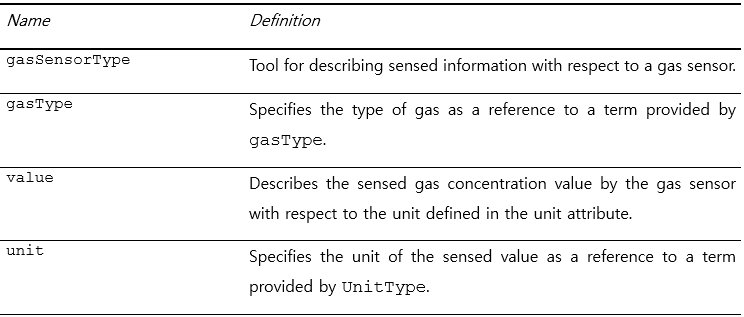 Name Definition
gasSensorType Tool for describing sensed information with respect to a gas sensor.
gasType Specifies the type of gas as a reference to a term provided by
gasType.
value Describes the sensed gas concentration value by the gas sensor
with respect to the unit defined in the unit attribute.
unit Specifies the unit of the sensed value as a reference to a term
provided by UnitType.